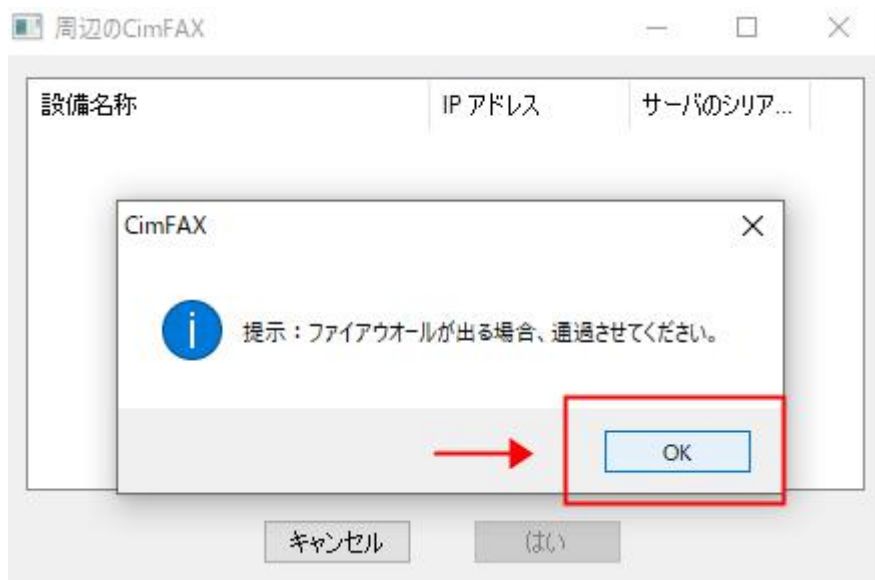 周辺のCimFAX
設備名称 IP アドレス サーバのシリア...
CimFAX
提示：ファイアウオールが出る場合、通過させてください。
OK
キャンセル はい